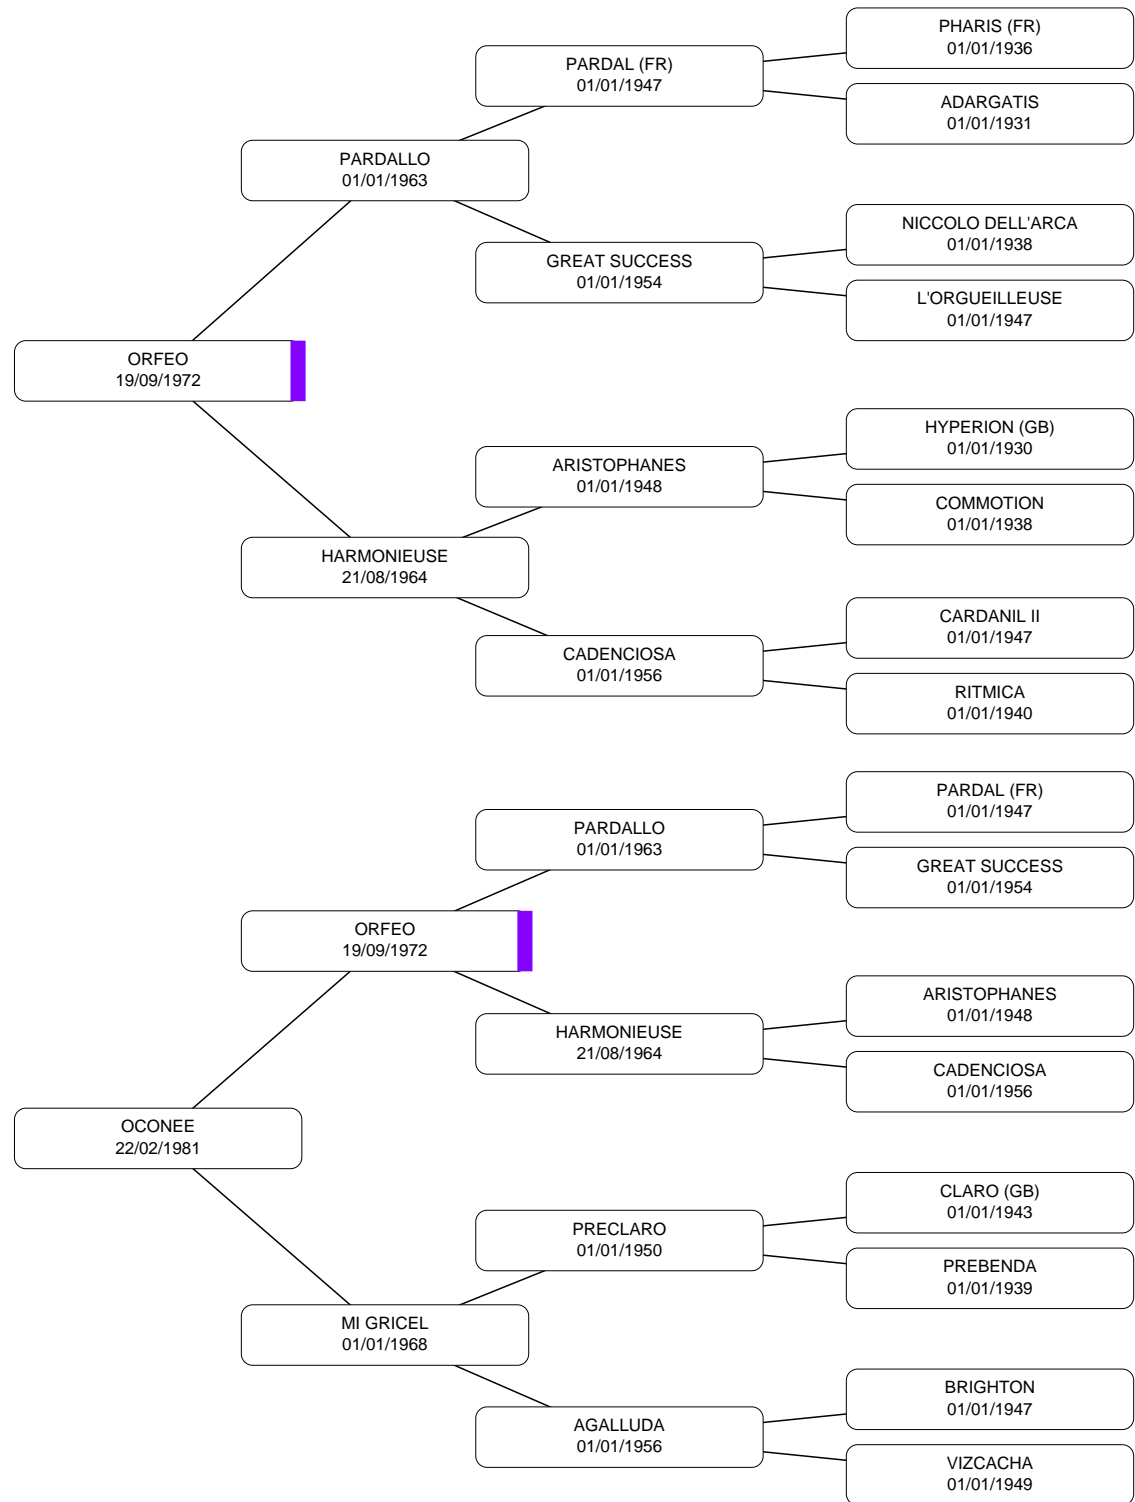 PHARIS (FR)
01/01/1936
PARDAL (FR)
01/01/1947
ADARGATIS
01/01/1931
PARDALLO
01/01/1963
NICCOLO DELL'ARCA
01/01/1938
GREAT SUCCESS
01/01/1954
L'ORGUEILLEUSE
01/01/1947
ORFEO
19/09/1972
HYPERION (GB)
01/01/1930
ARISTOPHANES
01/01/1948
COMMOTION
01/01/1938
HARMONIEUSE
21/08/1964
CARDANIL II
01/01/1947
CADENCIOSA
01/01/1956
RITMICA
01/01/1940
PARDAL (FR)
01/01/1947
PARDALLO
01/01/1963
GREAT SUCCESS
01/01/1954
ORFEO
19/09/1972
ARISTOPHANES
01/01/1948
HARMONIEUSE
21/08/1964
CADENCIOSA
01/01/1956
OCONEE
22/02/1981
CLARO (GB)
01/01/1943
PRECLARO
01/01/1950
PREBENDA
01/01/1939
MI GRICEL
01/01/1968
BRIGHTON
01/01/1947
AGALLUDA
01/01/1956
VIZCACHA
01/01/1949